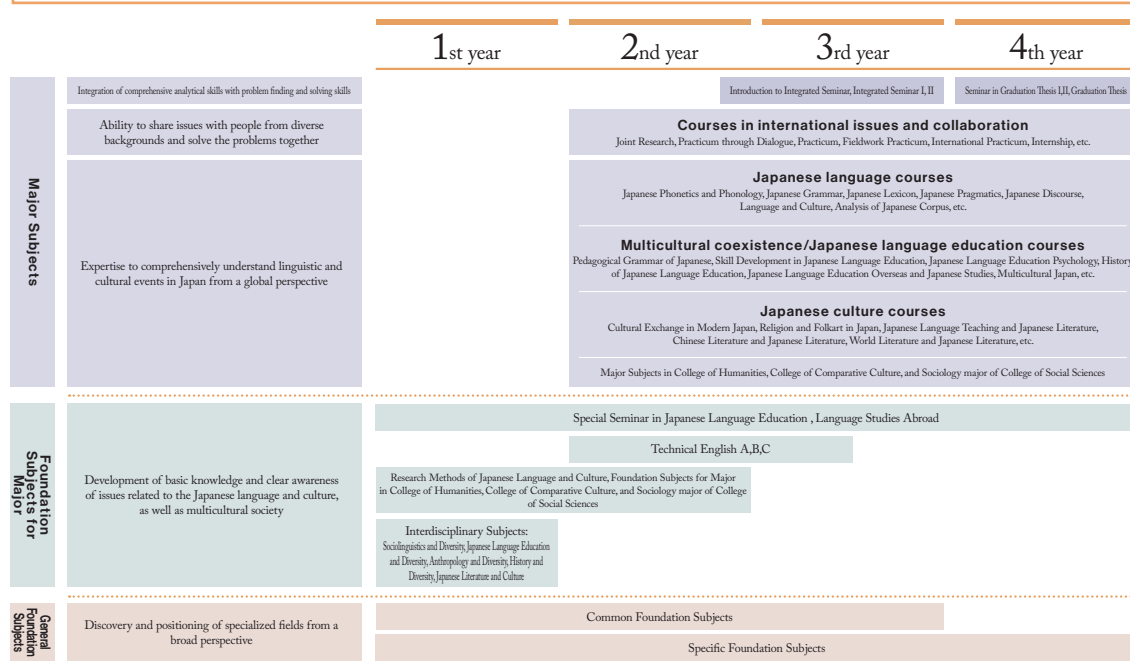 1st year
2nd year
3rd year
4th year
Major Subjects
Integration of comprehensive analytical skills with problem finding and solving skills
Introduction to Integrated Seminar, Integrated Seminar I, II
Seminar in Graduation Thesis I,II, Graduation Thesis
Ability to share issues with people from diverse
backgrounds and solve the problems together
Courses in international issues and collaboration
Joint Research, Practicum through Dialogue, Practicum, Fieldwork Practicum, International Practicum, Internship, etc.
Expertise to comprehensively understand linguistic and
cultural events in Japan from a global perspective
Japanese language courses
Japanese Phonetics and Phonology, Japanese Grammar, Japanese Lexicon, Japanese Pragmatics, Japanese Discourse,
Language and Culture, Analysis of Japanese Corpus, etc.
Multicultural coexistence/Japanese language education courses
Pedagogical Grammar of Japanese, Skill Development in Japanese Language Education, Japanese Language Education Psychology, History
of Japanese Language Education, Japanese Language Education Overseas and Japanese Studies, Multicultural Japan, etc.
Japanese culture courses
Cultural Exchange in Modern Japan, Religion and Folkart in Japan, Japanese Language Teaching and Japanese Literature,
Chinese Literature and Japanese Literature, World Literature and Japanese Literature, etc.
Major Subjects in College of Humanities, College of Comparative Culture, and Sociology major of College of Social Sciences
Foundation
Subjects for
Major
Development of basic knowledge and clear awareness
of issues related to the Japanese language and culture,
as well as multicultural society
Special Seminar in Japanese Language Education , Language Studies Abroad
Technical English A,B,C
Research Methods of Japanese Language and Culture, Foundation Subjects for Major
in College of Humanities, College of Comparative Culture, and Sociology major of College
of Social Sciences
Interdisciplinary Subjects:
Sociolinguistics and Diversity, Japanese Language Education
and Diversity, Anthropology and Diversity, History and
Diversity, Japanese Literature and Culture
General
Foundation
Subjects
Discovery and positioning of specialized fields from a
broad perspective
Common Foundation Subjects
Specific Foundation Subjects